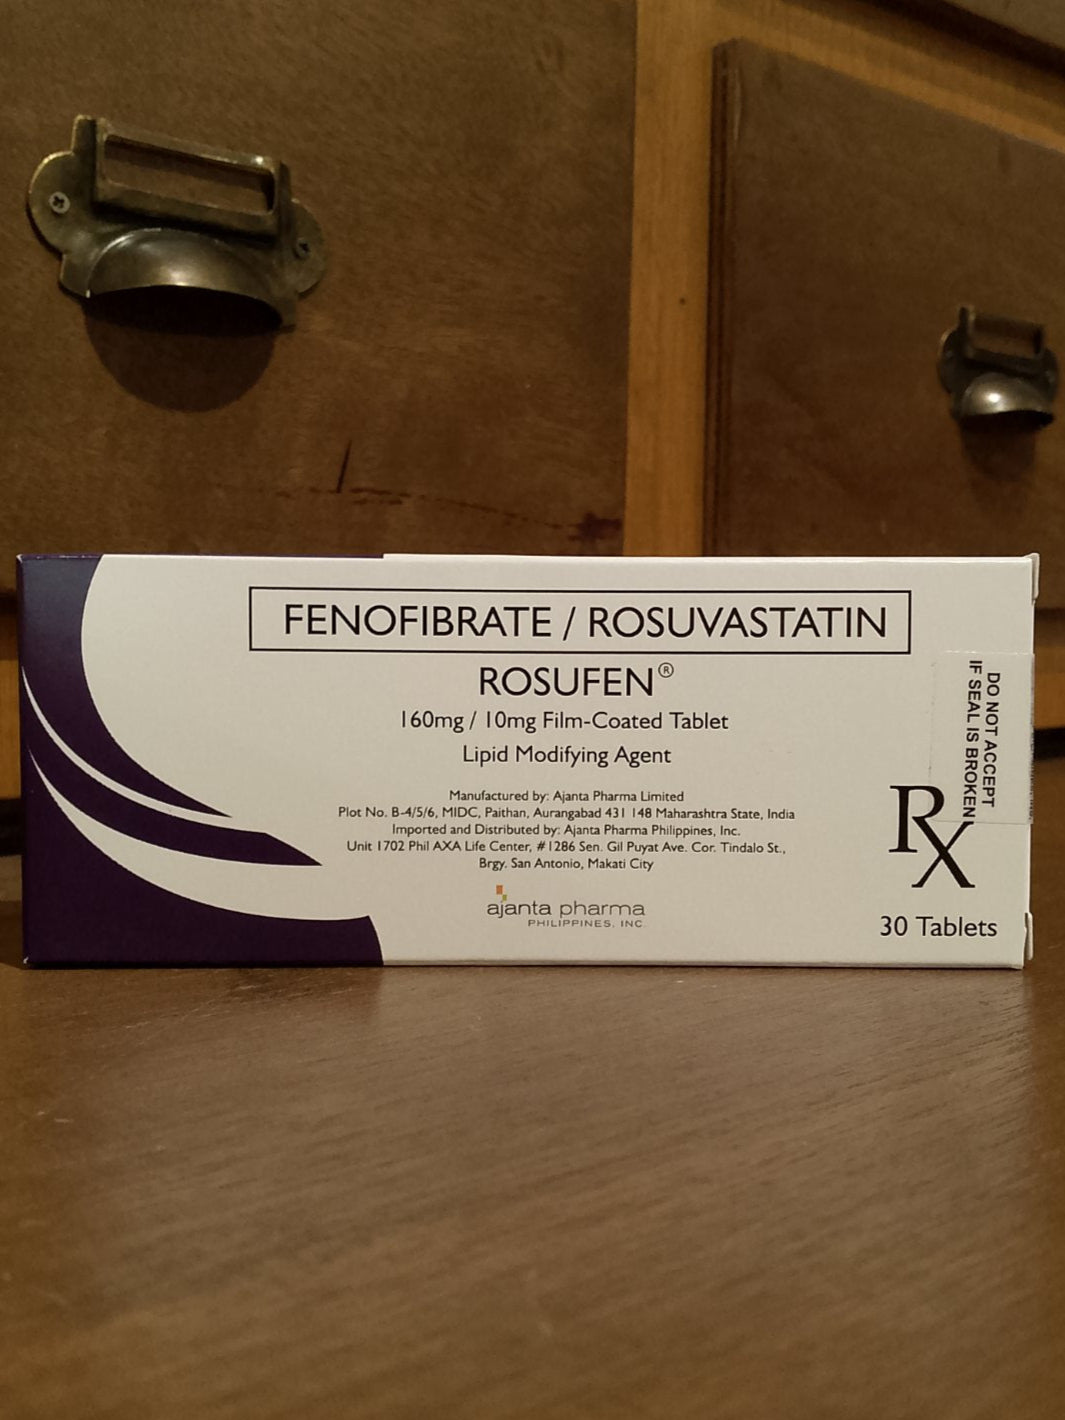 FENOFIBRATE / ROSUVASTATIN
ROSUFEN®
160mg / 10mg Film-Coated Tablet
Lipid Modifying Agent
Manufactured by: Ajanta Pharma Limited
Plot No. B-4/5/6, MIDC, Paithan, Aurangabad 431 148 Maharashtra State, India
Imported and Distributed by: Ajanta Pharma Philippines, Inc.
Unit 1702 Phil AXA Life Center, #1286 Sen. Gil Puyat Ave. Cor. Tindalo St.,
Brgy. San Antonio, Makati City
ajanta pharma
PHILIPPINES, INC.
DO NOT ACCEPT
IF SEAL IS BROKEN
Rx
30 Tablets